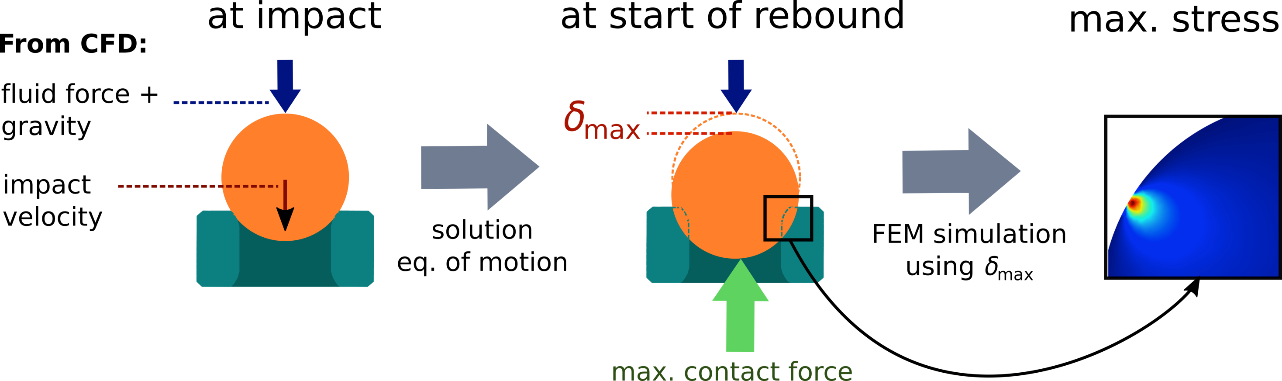 at impact
at start of rebound
max. stress
From CFD:
fluid force +
gravity
impact
velocity
δmax
solution
eq. of motion
FEM simulation
using δmax
max. contact force